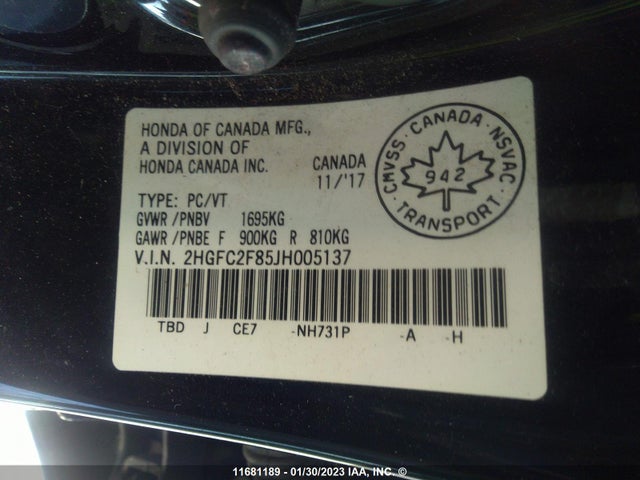 HONDA OF CANADA MFG.,
A DIVISION OF
HONDA CANADA INC. CANADA
11/'17
TYPE: PC/VT
GVWR /PNBV 1695KG
GAWR /PNBE F 900KG R 810KG
V.I.N. 2HGFC2F85JH005137
TBD J CE7 -NH731P -A -H
CMVSS · CANADA · NSVAC
942
TRANSPORT
11681189 - 01/30/2023 IAA, INC. ©